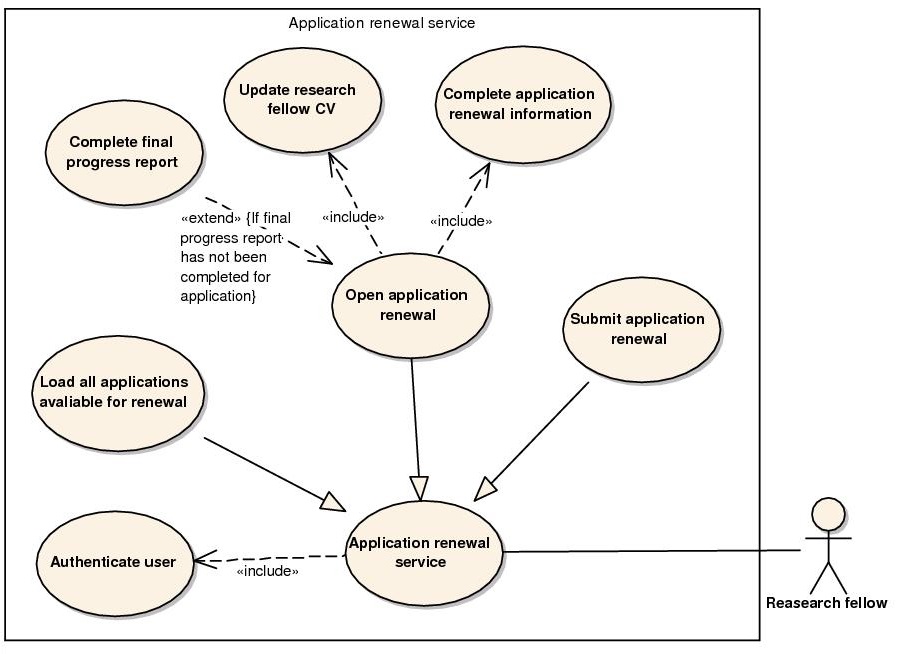 Application renewal service
Update research
fellow CV
Complete application
renewal information
Complete final
progress report
«extend» {If final
progress report
has not been
completed for
application}
«include»
«include»
Open application
renewal
Submit application
renewal
Load all applications
avaliable for renewal
Application renewal
service
Authenticate user
«include»
Reasearch fellow